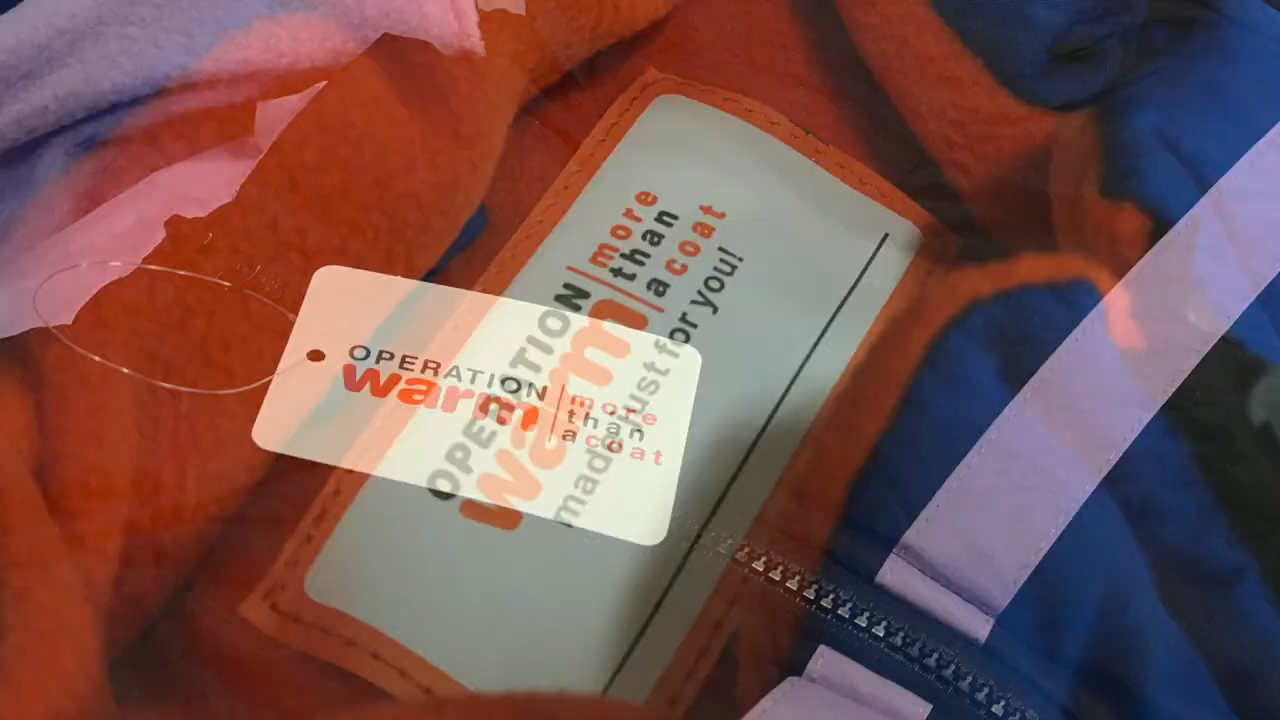 OPERATION
warm
more
than
a coat
OPERATION
warm
more
than
a coat
made just for you!